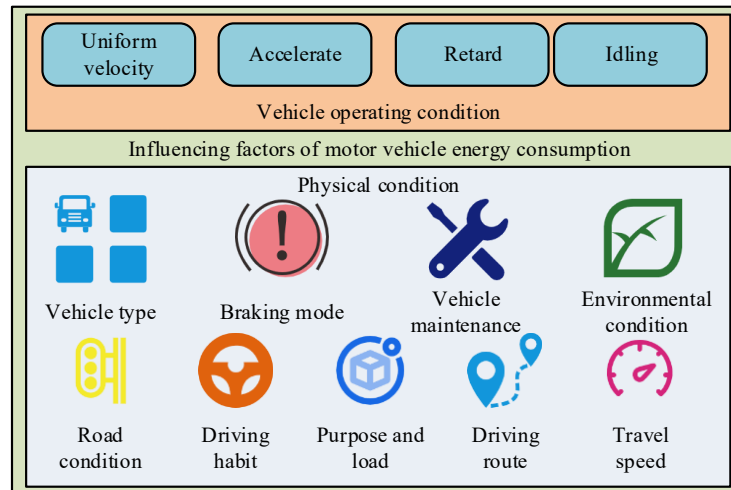 Uniform
velocity
Accelerate
Retard
Idling
Vehicle operating condition
Influencing factors of motor vehicle energy consumption
Physical condition
Vehicle type
Braking mode
Vehicle
maintenance
Environmental
condition
Road
condition
Driving
habit
Purpose and
load
Driving
route
Travel
speed